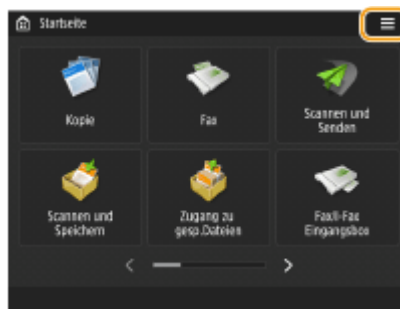 Startseite
Kopie
Fax
Scannen und
Senden
Scannen und
Speichern
Zugang zu
gesp.Dateien
Fax/I-Fax
Eingangsbox